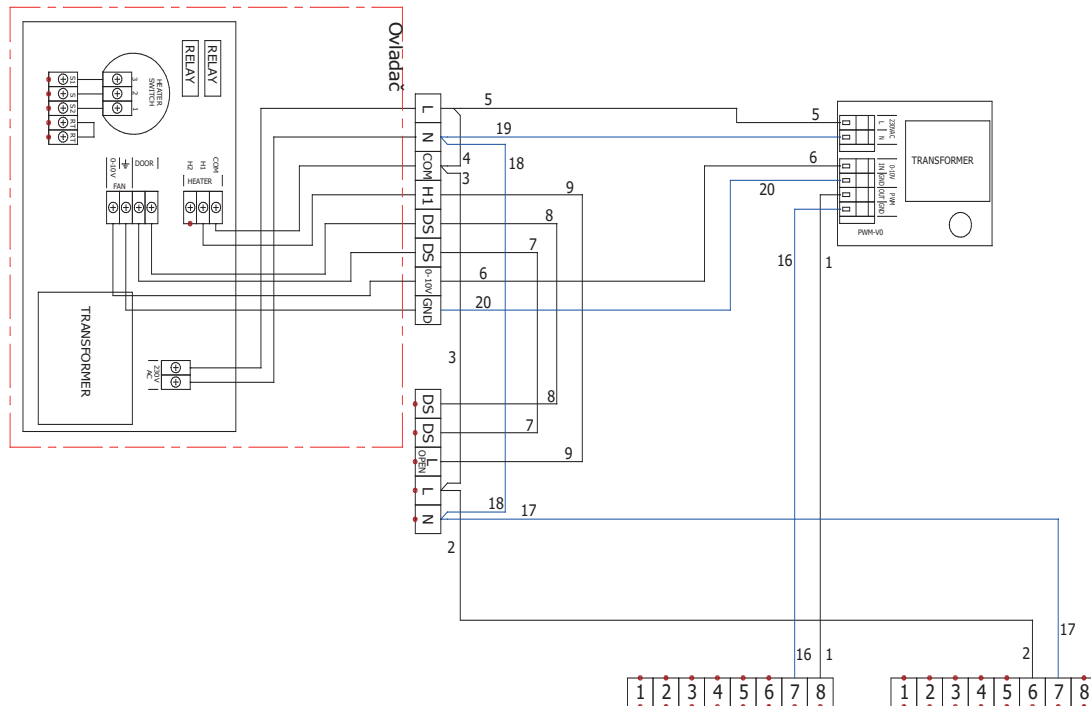 Ovladač
RELAY
RELAY
HEATER
SWITCH
3
2
1
S1
S
S2
RT
RT
0-10V
DOOR
FAN
H2
H1
COM
HEATER
TRANSFORMER
230V
AC
L
N
COM
H1
DS
DS
0-10V
GND
5
19
4
18
3
9
8
7
6
20
3
DS
DS
L
OPEN
L
N
8
7
9
18
17
2
5
6
20
16
1
L
N
230VAC
IN
GND
0-10V
OUT
GND
PWM
TRANSFORMER
PWM-V0
16
1
2
17
1 2 3 4 5 6 7 8
1 2 3 4 5 6 7 8